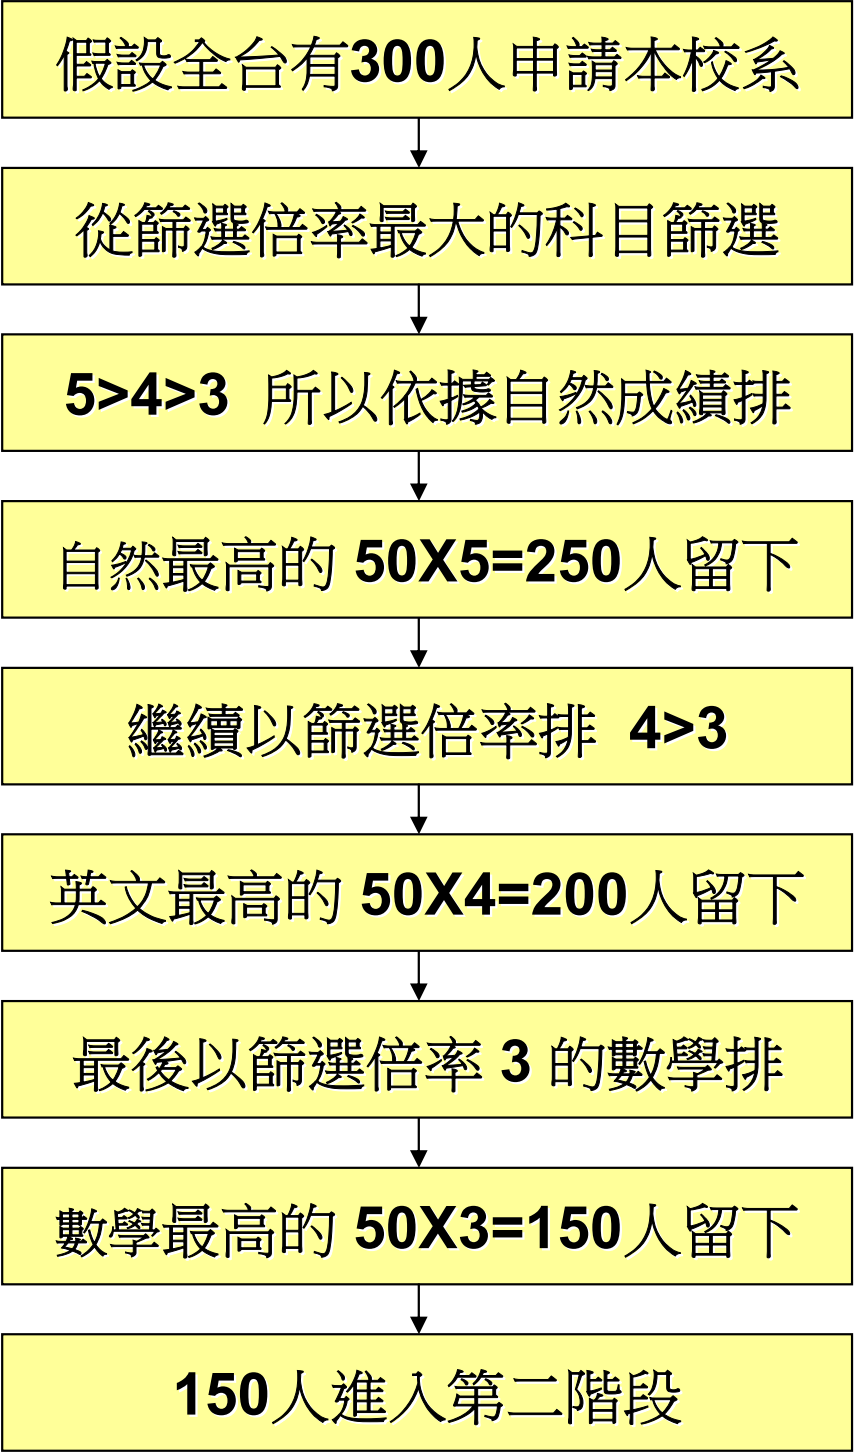 假設全台有300人申請本校系
從篩選倍率最大的科目篩選
5>4>3 所以依據自然成績排
自然最高的 50X5=250人留下
繼續以篩選倍率排 4>3
英文最高的 50X4=200人留下
最後以篩選倍率 3 的數學排
數學最高的 50X3=150人留下
150人進入第二階段